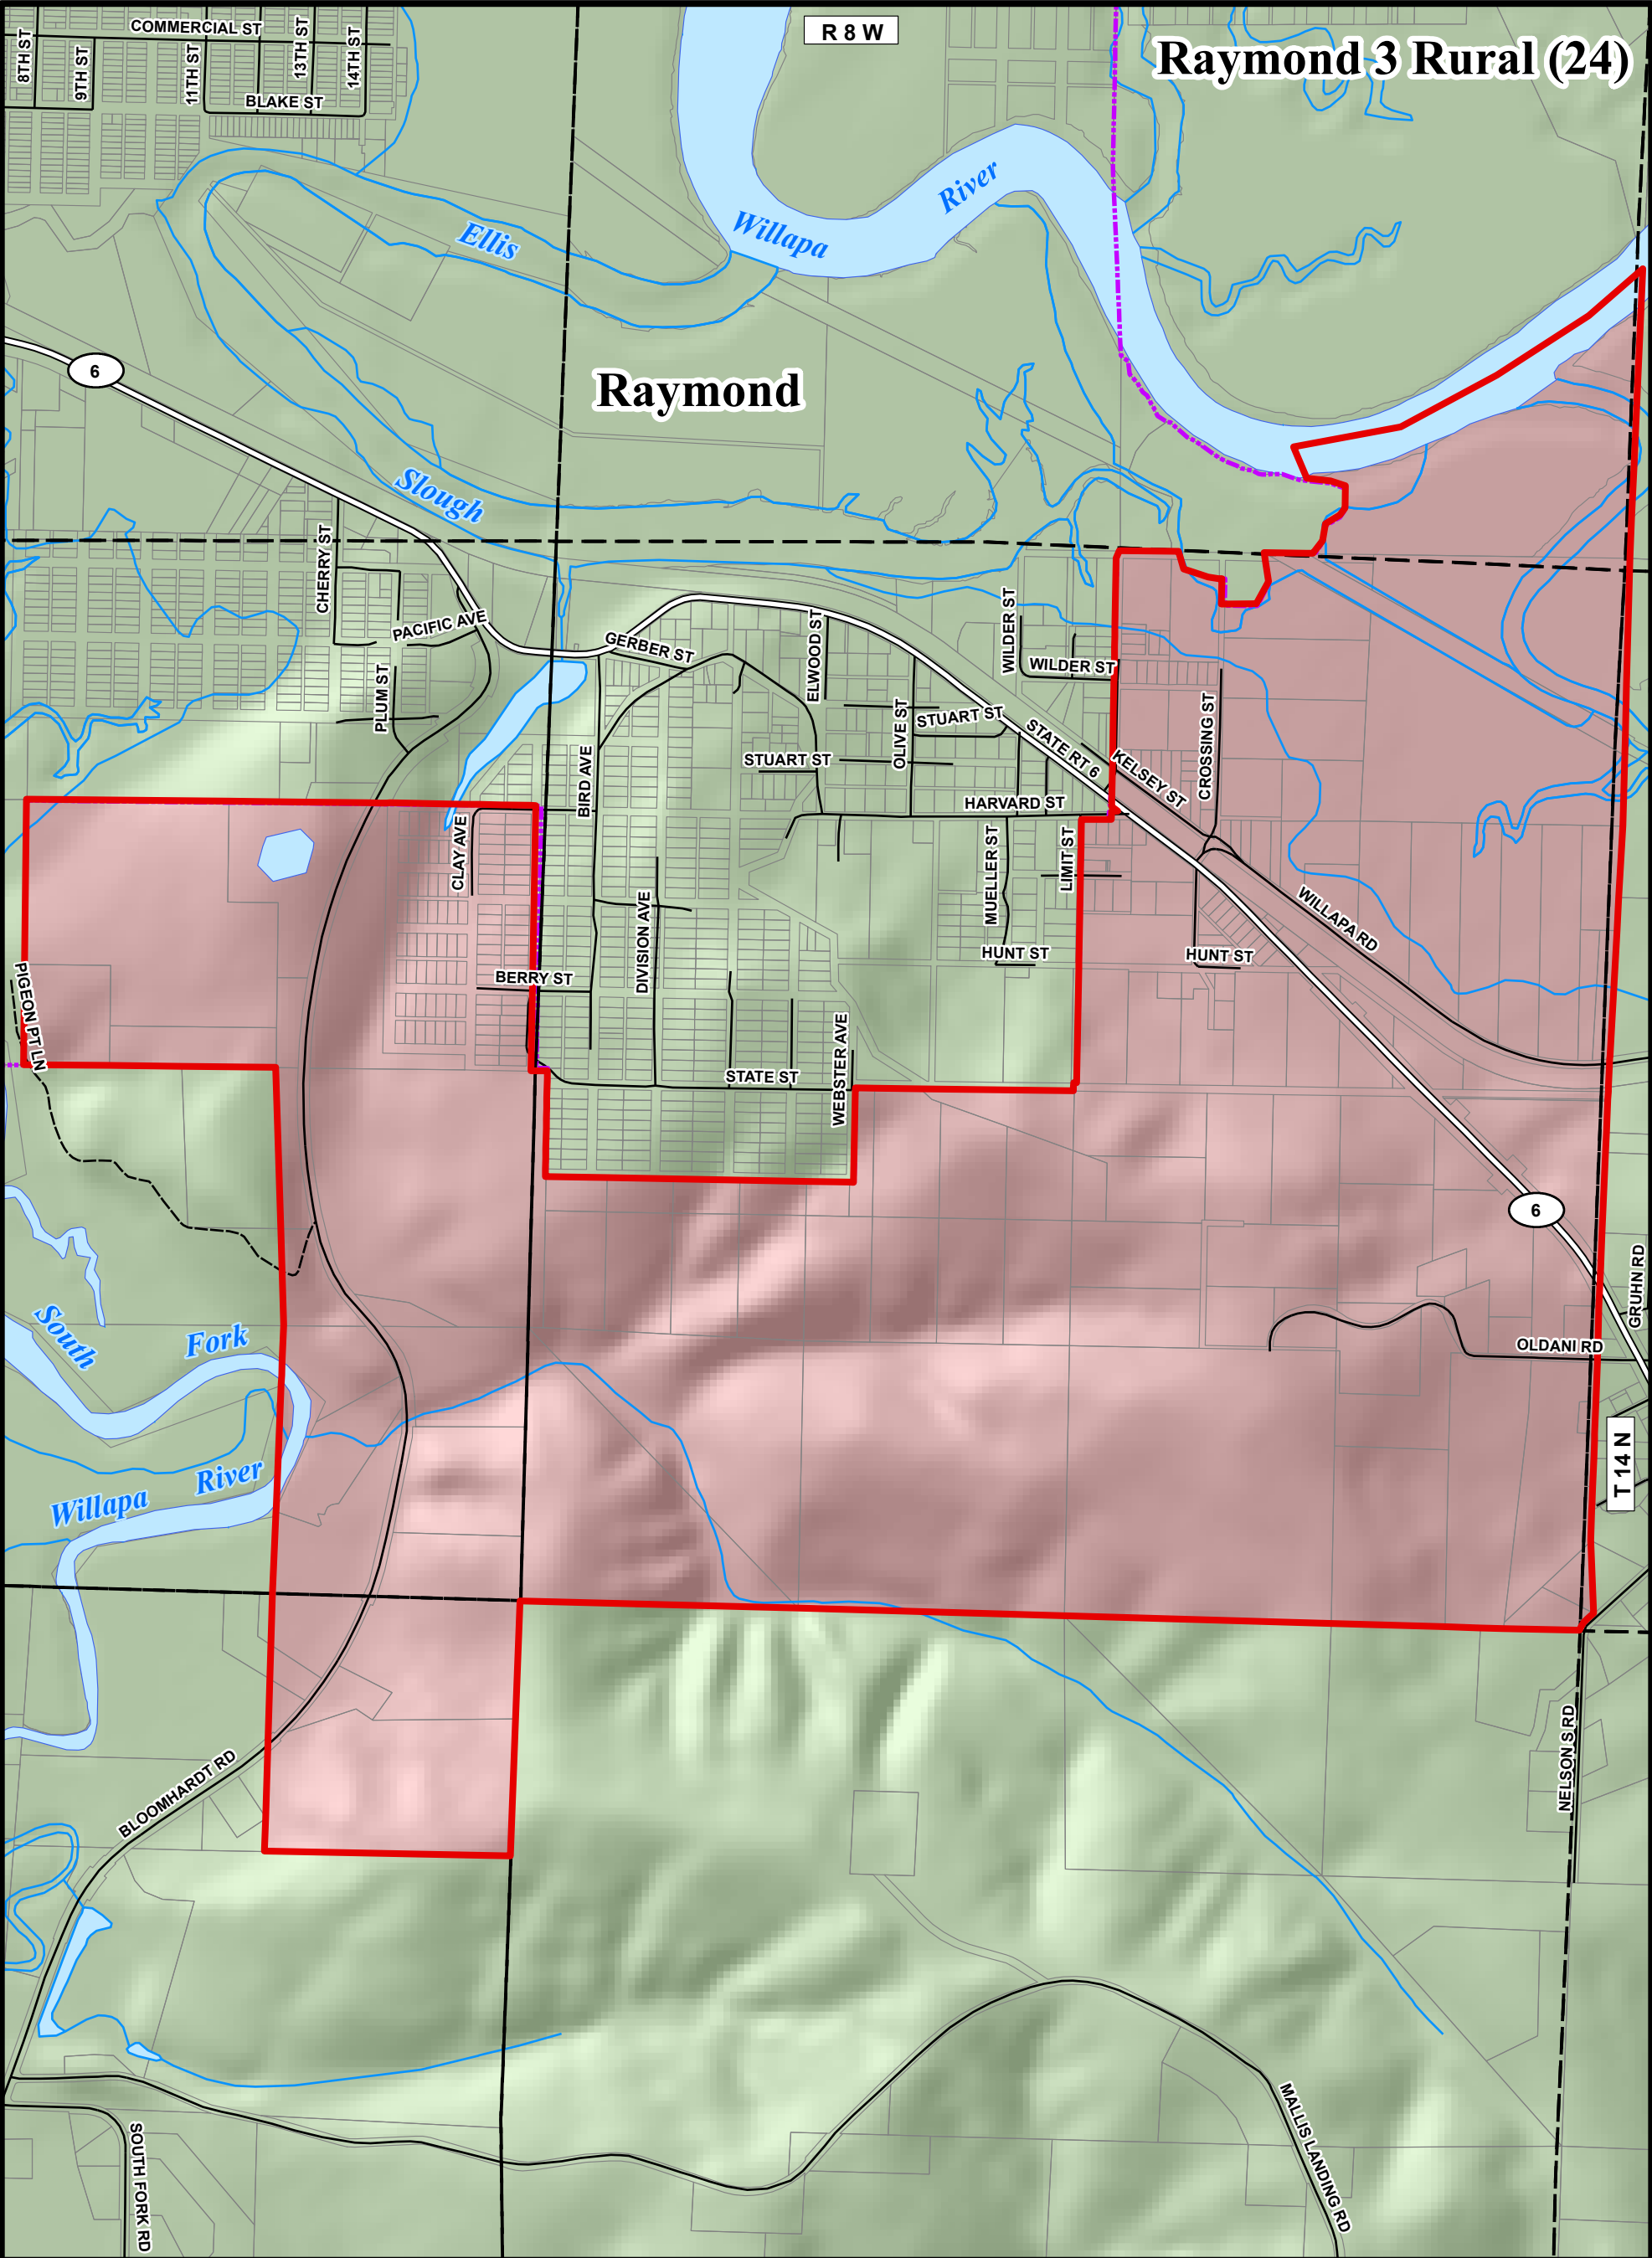 R 8 W
Raymond 3 Rural (24)
COMMERCIAL ST
8TH ST
9TH ST
11TH ST
13TH ST
14TH ST
BLAKE ST
Ellis
Willapa
River
6
Raymond
Slough
CHERRY ST
PACIFIC AVE
PLUM ST
GERBER ST
ELWOOD ST
WILDER ST
WILDER ST
OLIVE ST
STUART ST
STUART ST
STATE RT 6
KELSEY ST
CROSSING ST
BIRD AVE
HARVARD ST
CLAY AVE
MUELLER ST
LIMIT ST
DIVISION AVE
WILLAPA RD
HUNT ST
HUNT ST
BERRY ST
PIGEON PT LN
WEBSTER AVE
STATE ST
6
GRUHN RD
OLDANI RD
South
Fork
Willapa
River
T 14 N
NELSON S RD
BLOOMHARDT RD
MALLIS LANDING RD
SOUTH FORK RD